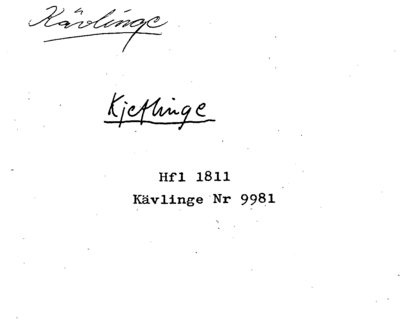 Kävlinge
Kjeflinge
Hfl 1811
Kävlinge Nr 9981